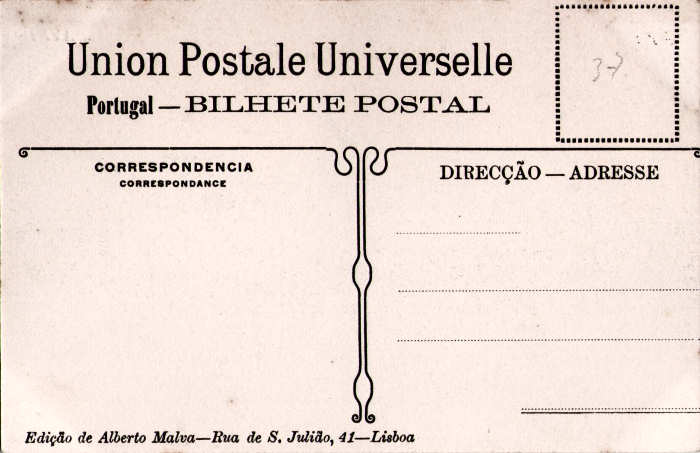 Union Postale Universelle
Portugal — BILHETE POSTAL
CORRESPONDENCIA
CORRESPONDANCE
DIRECÇÃO — ADRESSE
Edição de Alberto Malva—Rua de S. Julião, 41—Lisboa